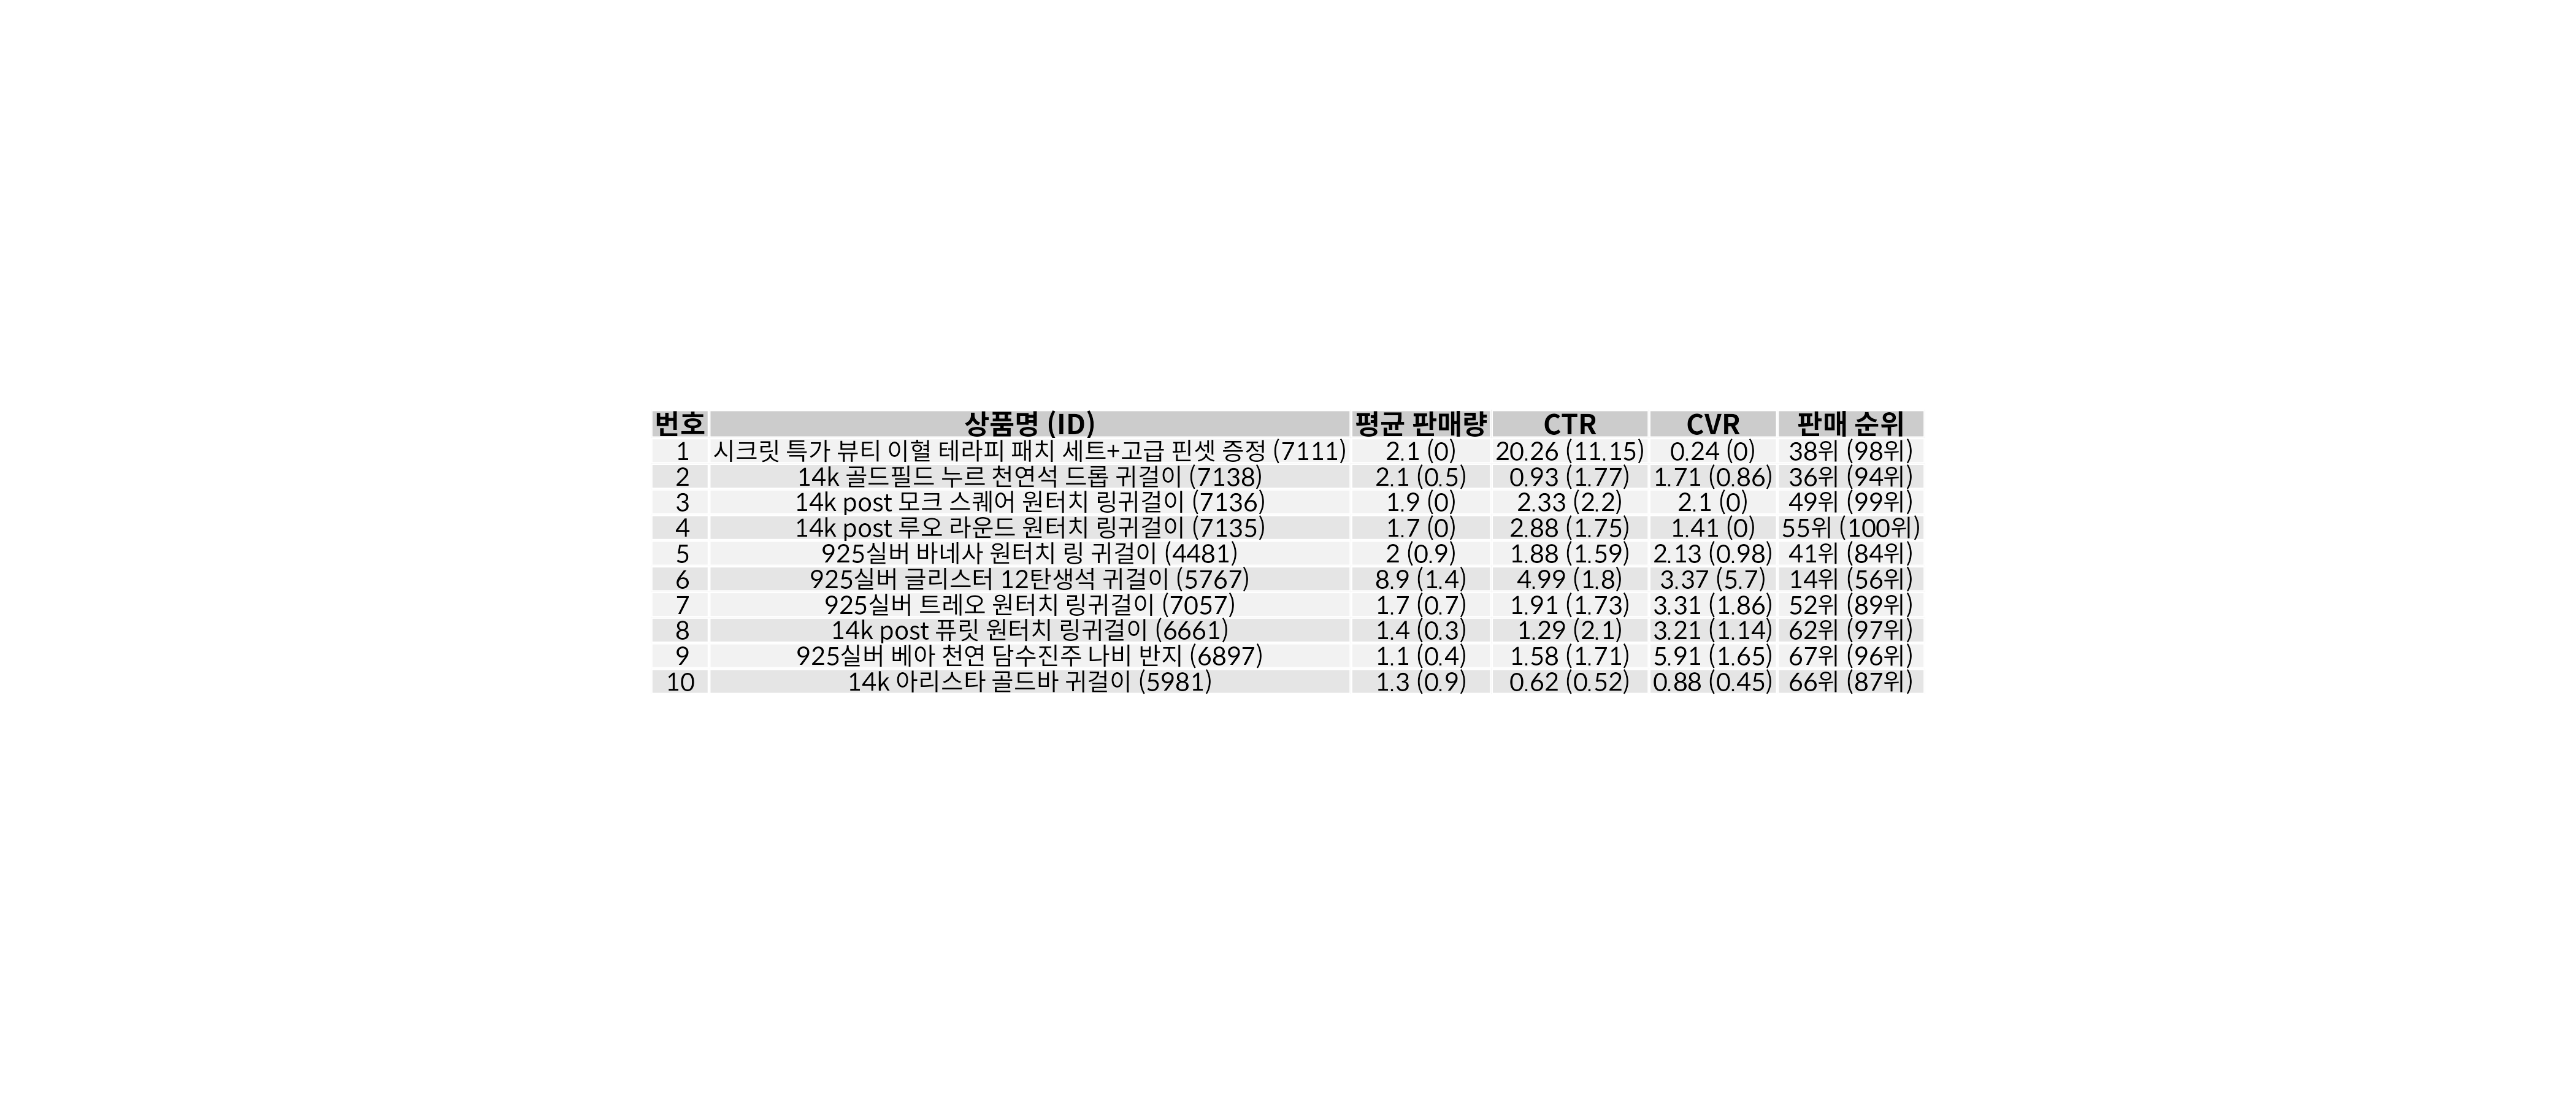 번호 상품명 (ID) 평균 판매량 CTR CVR 판매 순위
1 시크릿 특가 뷰티 이혈 테라피 패치 세트+고급 핀셋 증정 (7111) 2.1 (0) 20.26 (11.15) 0.24 (0) 38위 (98위)
2 14k 골드필드 누르 천연석 드롭 귀걸이 (7138) 2.1 (0.5) 0.93 (1.77) 1.71 (0.86) 36위 (94위)
3 14k post 모크 스퀘어 원터치 링귀걸이 (7136) 1.9 (0) 2.33 (2.2) 2.1 (0) 49위 (99위)
4 14k post 루오 라운드 원터치 링귀걸이 (7135) 1.7 (0) 2.88 (1.75) 1.41 (0) 55위 (100위)
5 925실버 바네사 원터치 링 귀걸이 (4481) 2 (0.9) 1.88 (1.59) 2.13 (0.98) 41위 (84위)
6 925실버 글리스터 12탄생석 귀걸이 (5767) 8.9 (1.4) 4.99 (1.8) 3.37 (5.7) 14위 (56위)
7 925실버 트레오 원터치 링귀걸이 (7057) 1.7 (0.7) 1.91 (1.73) 3.31 (1.86) 52위 (89위)
8 14k post 퓨릿 원터치 링귀걸이 (6661) 1.4 (0.3) 1.29 (2.1) 3.21 (1.14) 62위 (97위)
9 925실버 베아 천연 담수진주 나비 반지 (6897) 1.1 (0.4) 1.58 (1.71) 5.91 (1.65) 67위 (96위)
10 14k 아리스타 골드바 귀걸이 (5981) 1.3 (0.9) 0.62 (0.52) 0.88 (0.45) 66위 (87위)